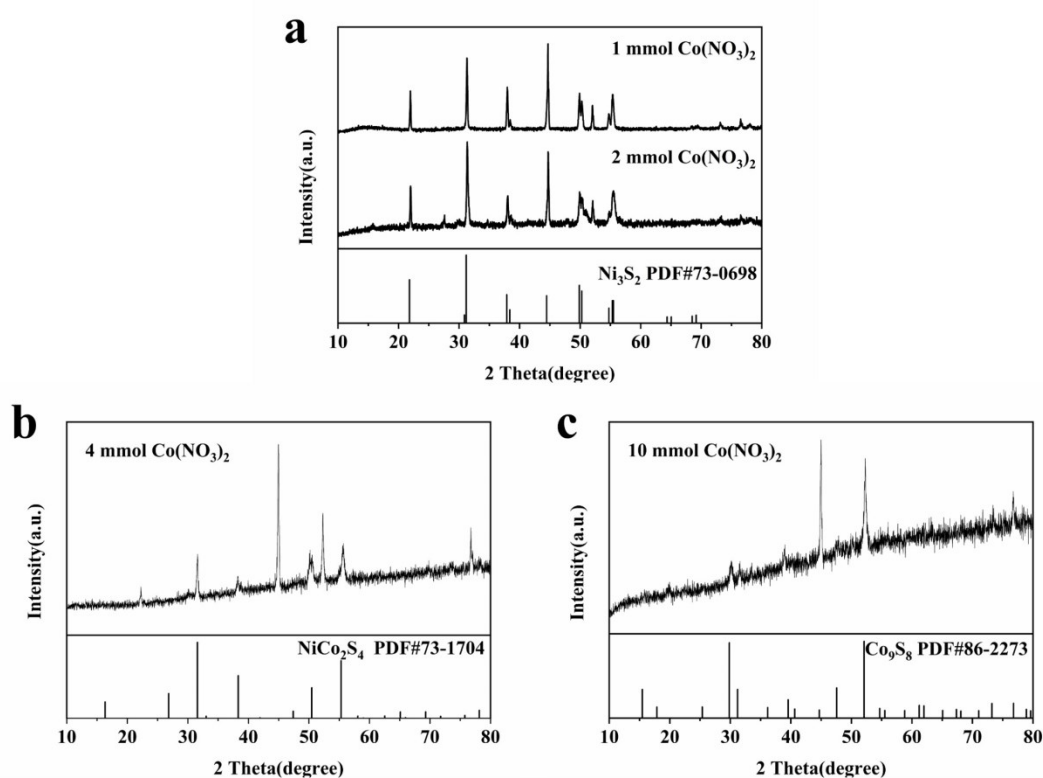 a
1 mmol Co(NO₃)₂
2 mmol Co(NO₃)₂
Intensity(a.u.)
Ni₃S₂ PDF#73-0698
10 20 30 40 50 60 70 80
2 Theta(degree)
b
4 mmol Co(NO₃)₂
Intensity(a.u.)
NiCo₂S₄ PDF#73-1704
10 20 30 40 50 60 70 80
2 Theta(degree)
c
10 mmol Co(NO₃)₂
Intensity(a.u.)
Co₉S₈ PDF#86-2273
10 20 30 40 50 60 70 80
2 Theta(degree)